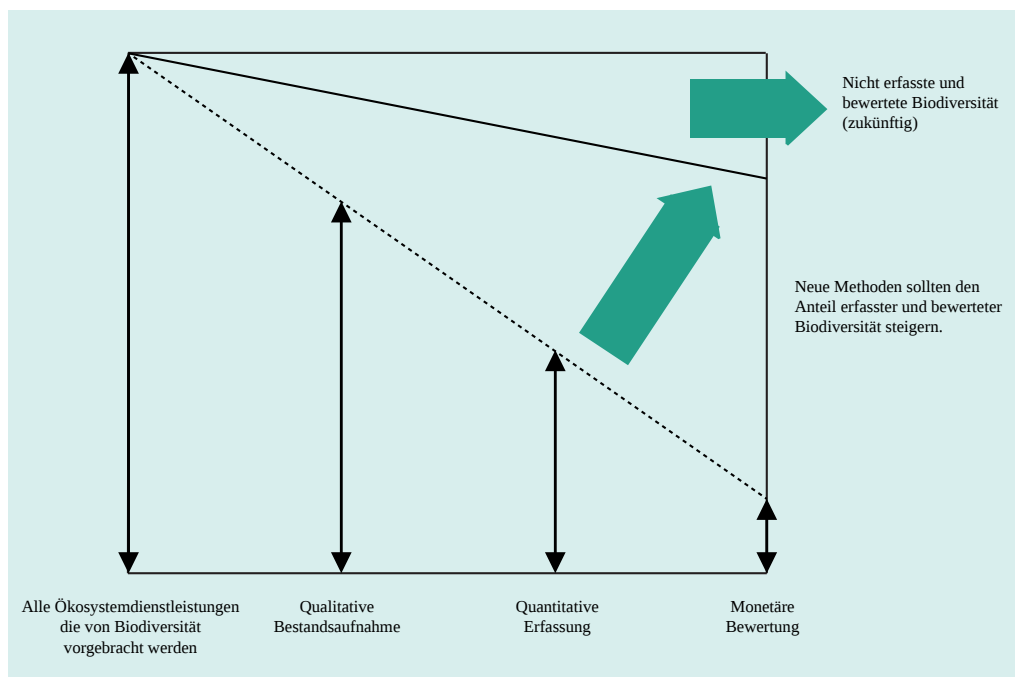 Nicht erfasste und
bewertete Biodiversität
(zukünftig)
Neue Methoden sollten den
Anteil erfasster und bewerteter
Biodiversität steigern.
Alle Ökosystemdienstleistungen
die von Biodiversität
vorgebracht werden
Qualitative
Bestandsaufnahme
Quantitative
Erfassung
Monetäre
Bewertung